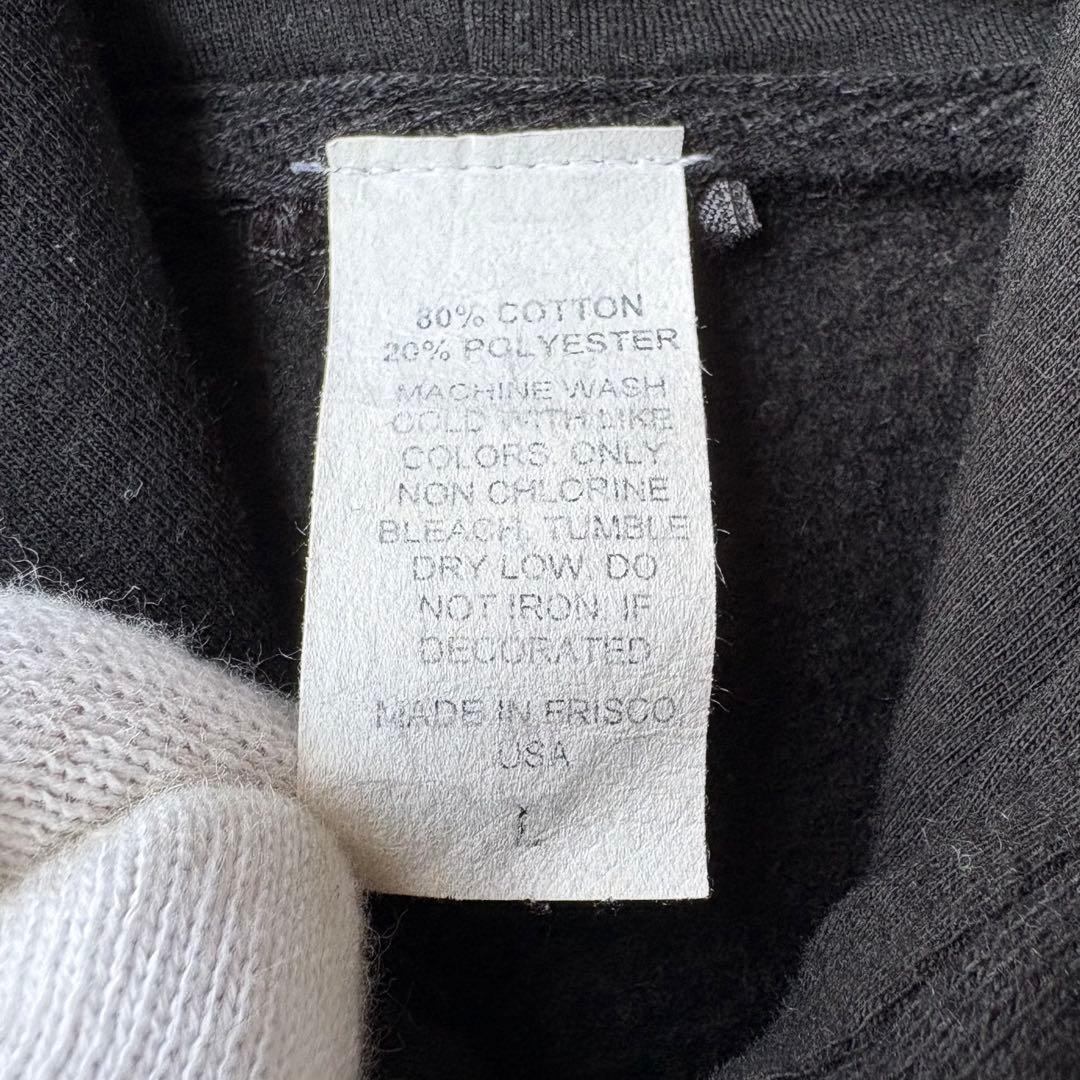 80% COTTON
20% POLYESTER
MACHINE WASH
COLD WITH LIKE
COLORS. ONLY
NON CHLORINE
BLEACH. TUMBLE
DRY LOW. DO
NOT IRON. IF
DECORATED
MADE IN FRISCO,
USA
L